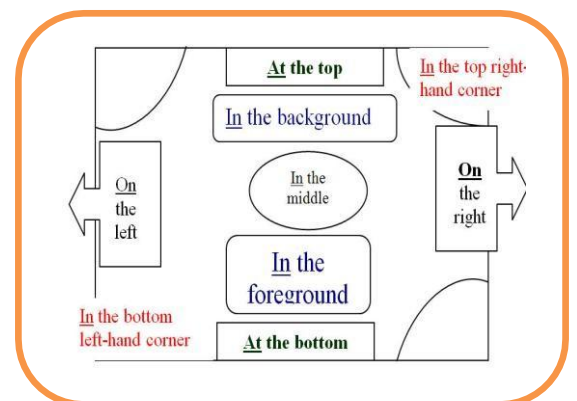 At the top
In the top right-
hand corner
In the background
On
the
left
In the
middle
On
the
right
In the
foreground
In the bottom
left-hand corner
At the bottom